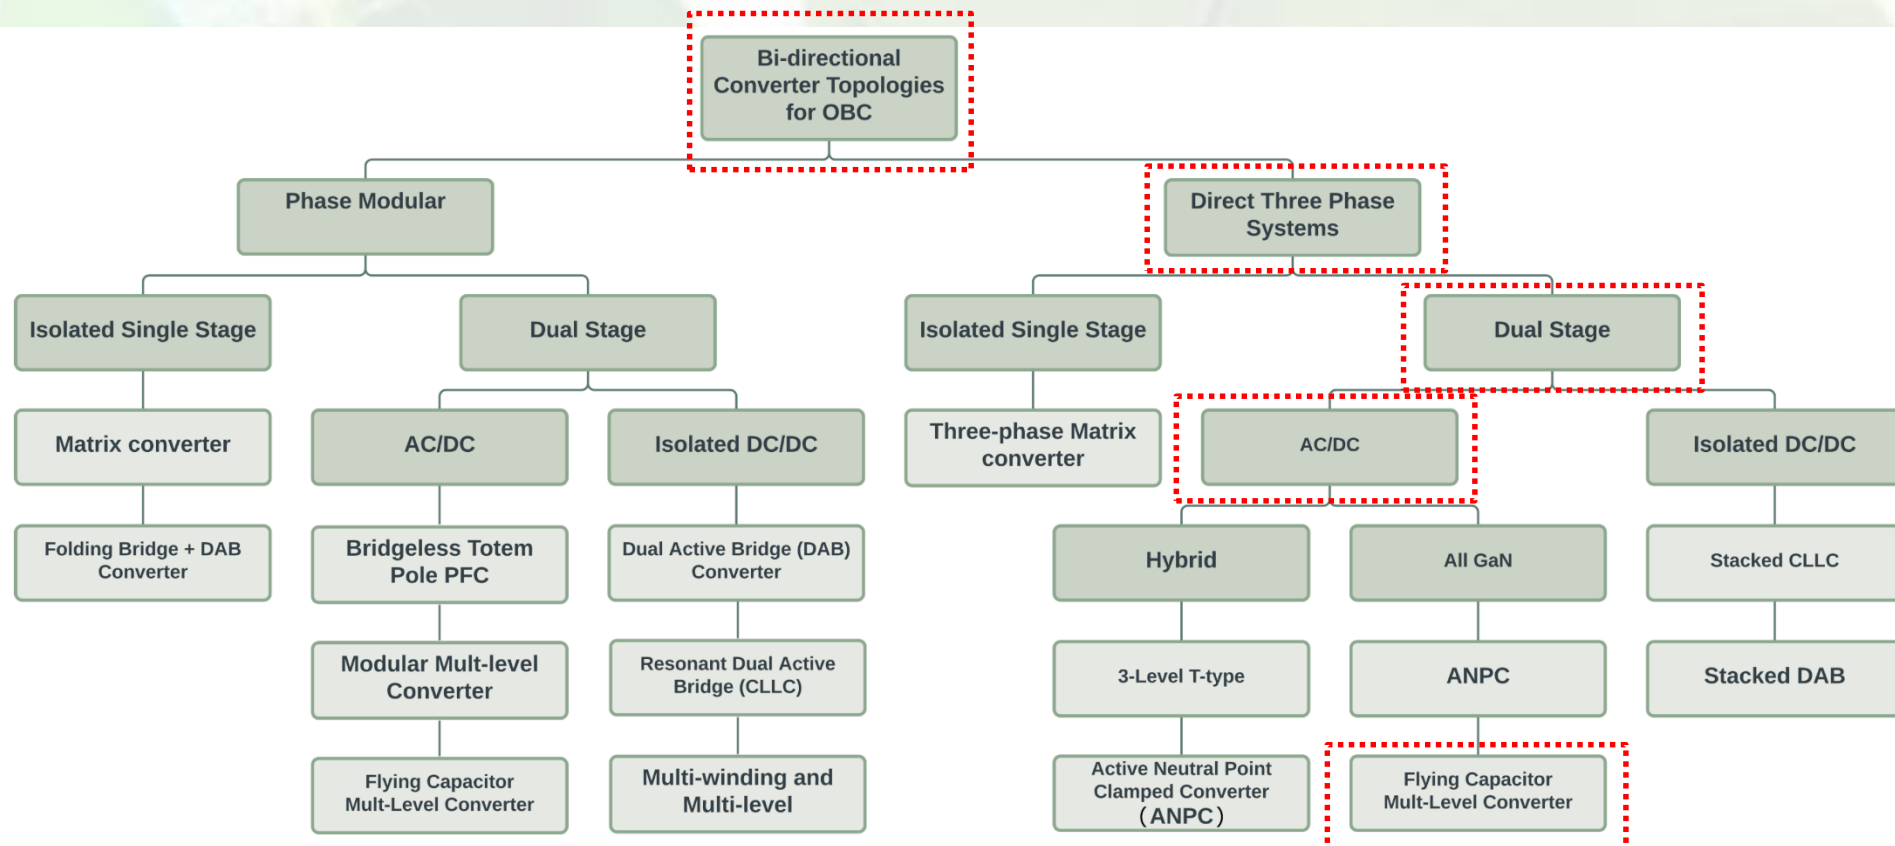 Bi-directional
Converter Topologies
for OBC
Phase Modular
Direct Three Phase
Systems
Isolated Single Stage
Dual Stage
Isolated Single Stage
Dual Stage
Matrix converter
AC/DC
Isolated DC/DC
Three-phase Matrix
converter
AC/DC
Isolated DC/DC
Folding Bridge + DAB
Converter
Bridgeless Totem
Pole PFC
Dual Active Bridge (DAB)
Converter
Hybrid
All GaN
Stacked CLLC
Modular Mult-level
Converter
Resonant Dual Active
Bridge (CLLC)
3-Level T-type
ANPC
Stacked DAB
Flying Capacitor
Mult-Level Converter
Multi-winding and
Multi-level
Active Neutral Point
Clamped Converter
（ANPC）
Flying Capacitor
Mult-Level Converter